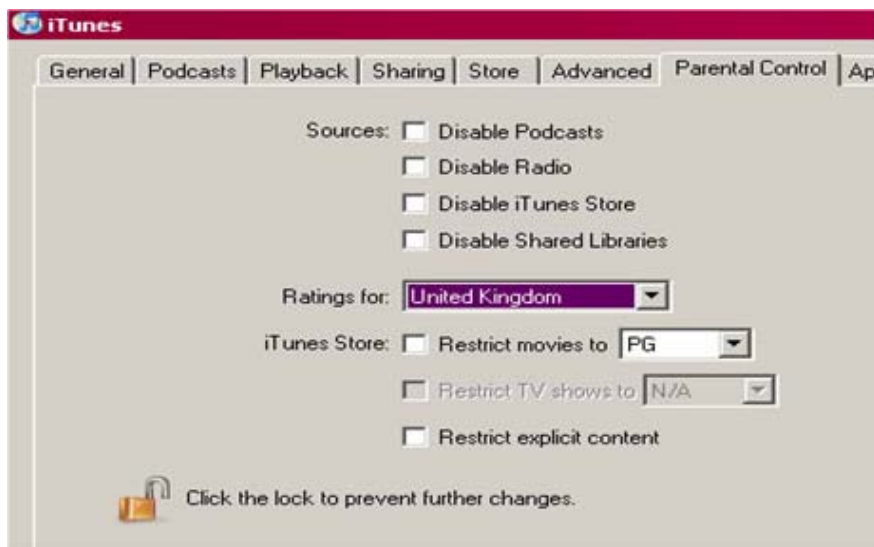 iTunes
General Podcasts Playback Sharing Store Advanced Parental Control Ap
Sources: Disable Podcasts
Disable Radio
Disable iTunes Store
Disable Shared Libraries
Ratings for: United Kingdom
iTunes Store: Restrict movies to PG
Restrict TV shows to N/A
Restrict explicit content
Click the lock to prevent further changes.